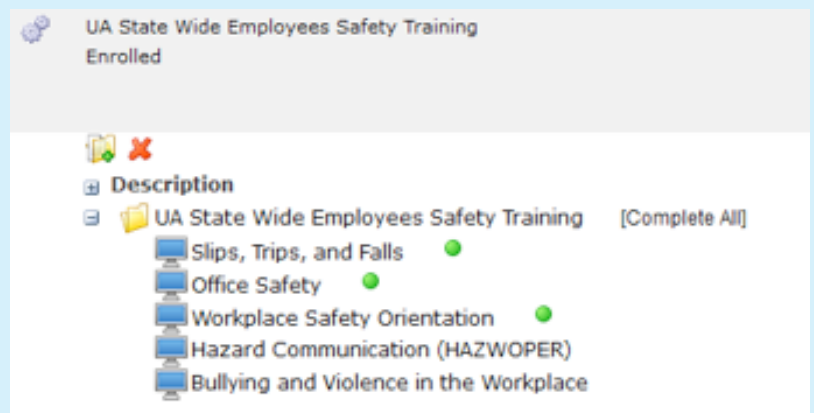 UA State Wide Employees Safety Training
Enrolled
Description
UA State Wide Employees Safety Training [Complete All]
Slips, Trips, and Falls
Office Safety
Workplace Safety Orientation
Hazard Communication (HAZWOPER)
Bullying and Violence in the Workplace